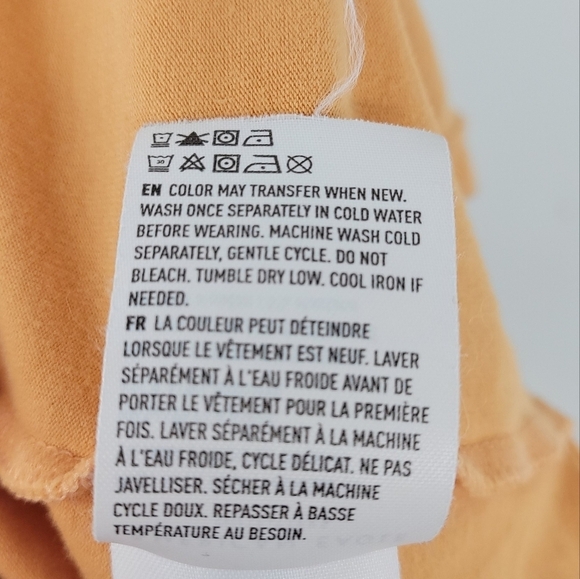 30
EN COLOR MAY TRANSFER WHEN NEW.
WASH ONCE SEPARATELY IN COLD WATER
BEFORE WEARING. MACHINE WASH COLD
SEPARATELY, GENTLE CYCLE. DO NOT
BLEACH. TUMBLE DRY LOW. COOL IRON IF
NEEDED.
FR LA COULEUR PEUT DÉTEINDRE
LORSQUE LE VÊTEMENT EST NEUF. LAVER
SÉPARÉMENT À L'EAU FROIDE AVANT DE
PORTER LE VÊTEMENT POUR LA PREMIÈRE
FOIS. LAVER SÉPARÉMENT À LA MACHINE
À L'EAU FROIDE, CYCLE DÉLICAT. NE PAS
JAVELLISER. SÉCHER À LA MACHINE
CYCLE DOUX. REPASSER À BASSE
TEMPÉRATURE AU BESOIN.